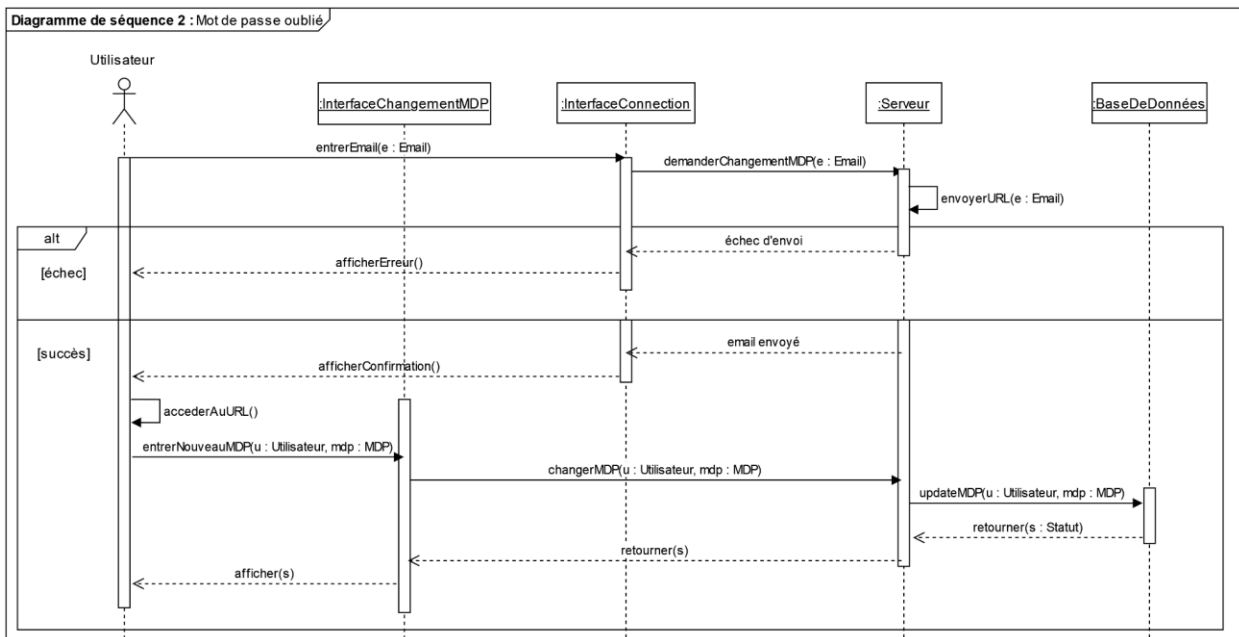 Diagramme de séquence 2 : Mot de passe oublié
Utilisateur
:InterfaceChangementMDP
:InterfaceConnection
:Serveur
:BaseDeDonnées
entrerEmail(e : Email)
demanderChangementMDP(e : Email)
envoyerURL(e : Email)
alt
échec d'envoi
afficherErreur()
[échec]
[succès]
email envoyé
afficherConfirmation()
accederAuURL()
entrerNouveauMDP(u : Utilisateur, mdp : MDP)
changerMDP(u : Utilisateur, mdp : MDP)
updateMDP(u : Utilisateur, mdp : MDP)
retourner(s : Statut)
retourner(s)
afficher(s)